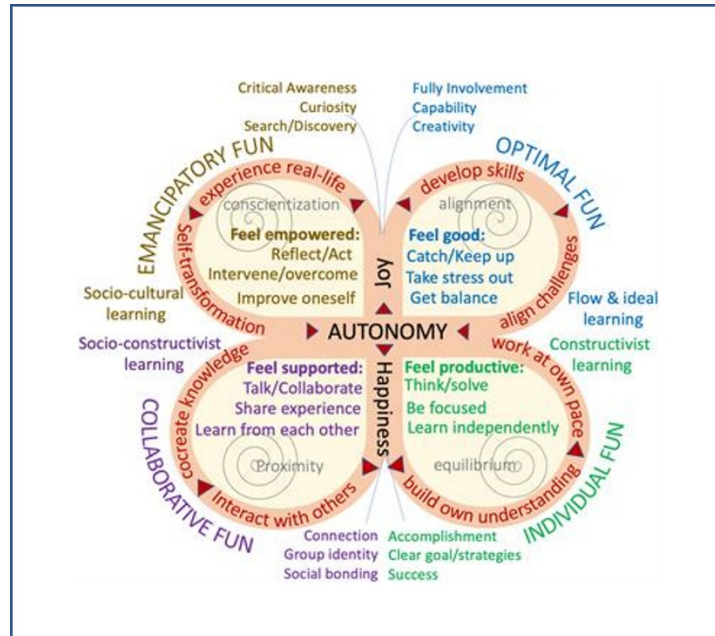 Critical Awareness
Curiosity
Search/Discovery
Fully Involvement
Capability
Creativity
EMANCIPATORY FUN
OPTIMAL FUN
experience real-life
Self-transformation
develop skills
align challenges
conscientization
alignment
Feel empowered:
Reflect/Act
Intervene/overcome
Improve oneself
Feel good:
Catch/Keep up
Take stress out
Get balance
Joy
Socio-cultural
learning
Flow & ideal
learning
AUTONOMY
Socio-constructivist
learning
Constructivist
learning
cocreate knowledge
Interact with others
work at own pace
build own understanding
Feel supported:
Talk/Collaborate
Share experience
Learn from each other
Feel productive:
Think/solve
Be focused
Learn independently
Happiness
Proximity
equilibrium
COLLABORATIVE FUN
INDIVIDUAL FUN
Connection
Group identity
Social bonding
Accomplishment
Clear goal/strategies
Success